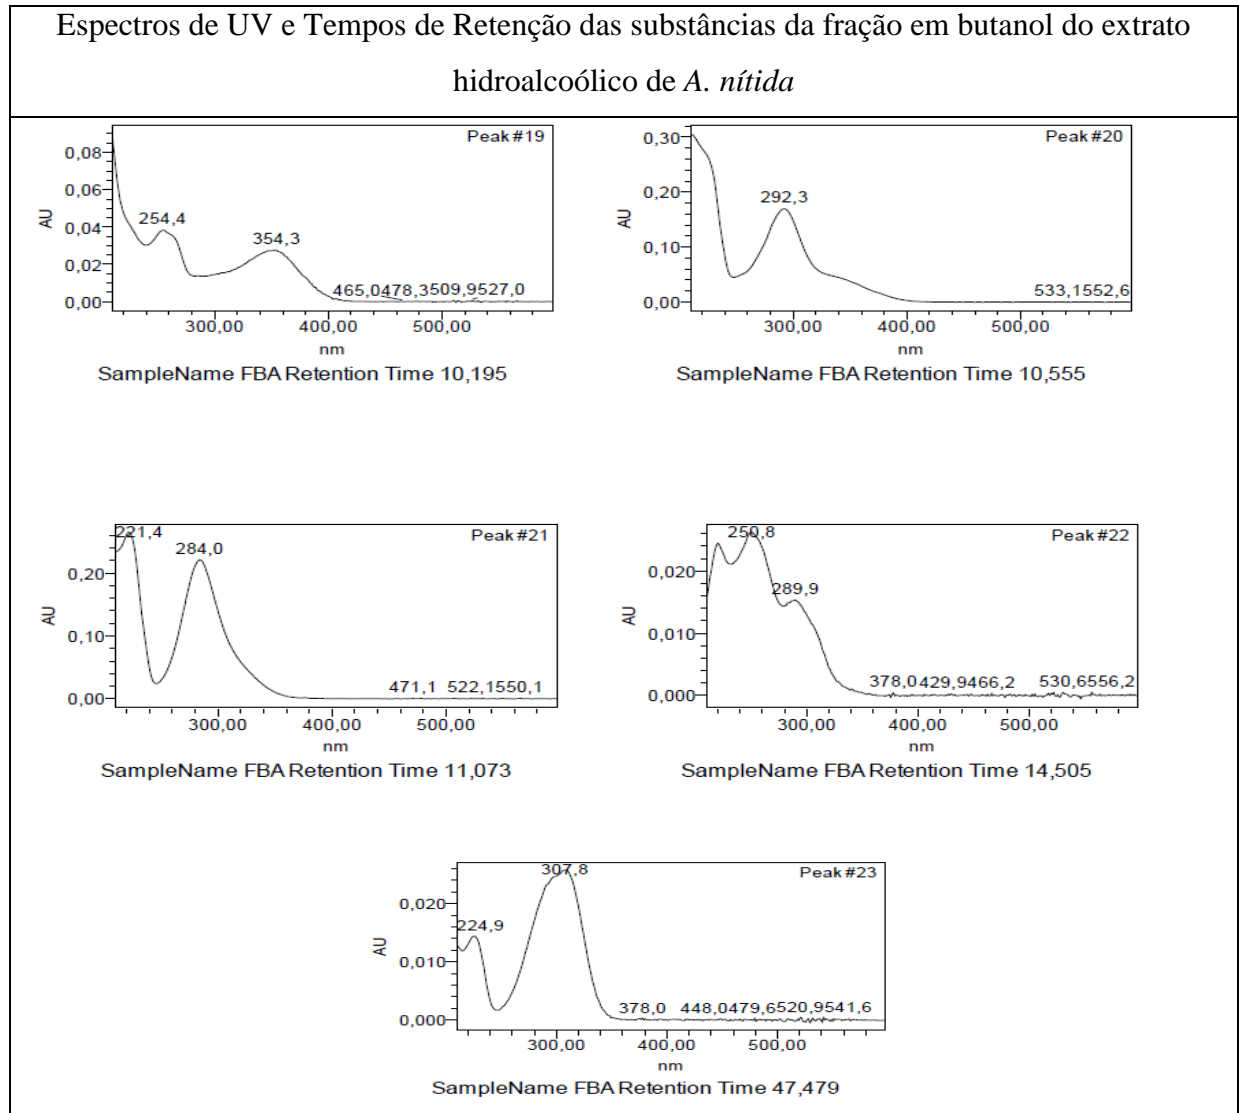 Espectros de UV e Tempos de Retenção das substâncias da fração em butanol do extrato
hidroalcoólico de A. nítida
Peak #19
AU
0,08
0,06
0,04
0,02
0,00
254,4
354,3
465,0478,3509,9527,0
300,00 400,00 500,00
nm
SampleName FBA Retention Time 10,195
Peak #20
AU
0,30
0,20
0,10
0,00
292,3
533,1552,6
300,00 400,00 500,00
nm
SampleName FBA Retention Time 10,555
Peak #21
AU
0,20
0,10
0,00
221,4
284,0
471,1 522,1550,1
300,00 400,00 500,00
nm
SampleName FBA Retention Time 11,073
Peak #22
AU
0,020
0,010
0,000
250,8
289,9
378,0429,9466,2 530,6556,2
300,00 400,00 500,00
nm
SampleName FBA Retention Time 14,505
Peak #23
AU
0,020
0,010
0,000
224,9
307,8
378,0 448,0479,6520,9541,6
300,00 400,00 500,00
nm
SampleName FBA Retention Time 47,479